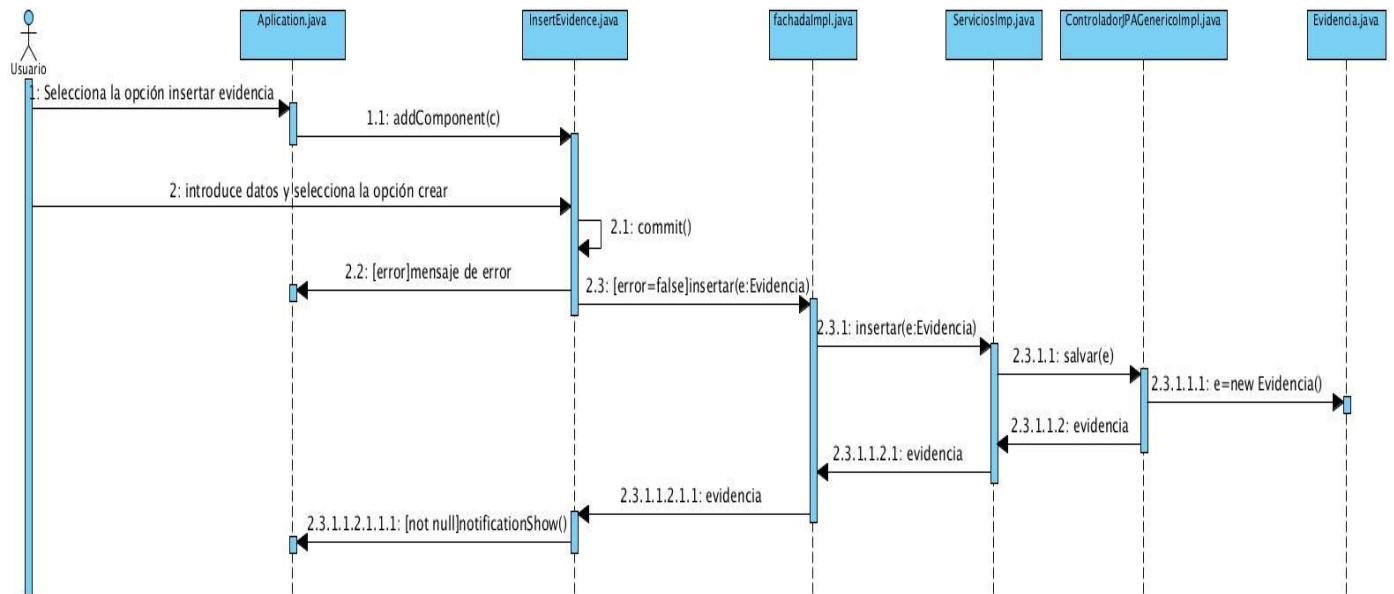 Aplication.java
InsertEvidence.java
fachadaImpl.java
ServiciosImp.java
ControladorJPAGenericoImpl.java
Evidencia.java
Usuario
1: Selecciona la opción insertar evidencia
1.1: addComponent(c)
2: introduce datos y selecciona la opción crear
2.1: commit()
2.2: [error]mensaje de error
2.3: [error=false]insertar(e:Evidencia)
2.3.1: insertar(e:Evidencia)
2.3.1.1: salvar(e)
2.3.1.1.1: e=new Evidencia()
2.3.1.1.2: evidencia
2.3.1.1.2.1: evidencia
2.3.1.1.2.1.1: evidencia
2.3.1.1.2.1.1.1: [not null]notificationShow()